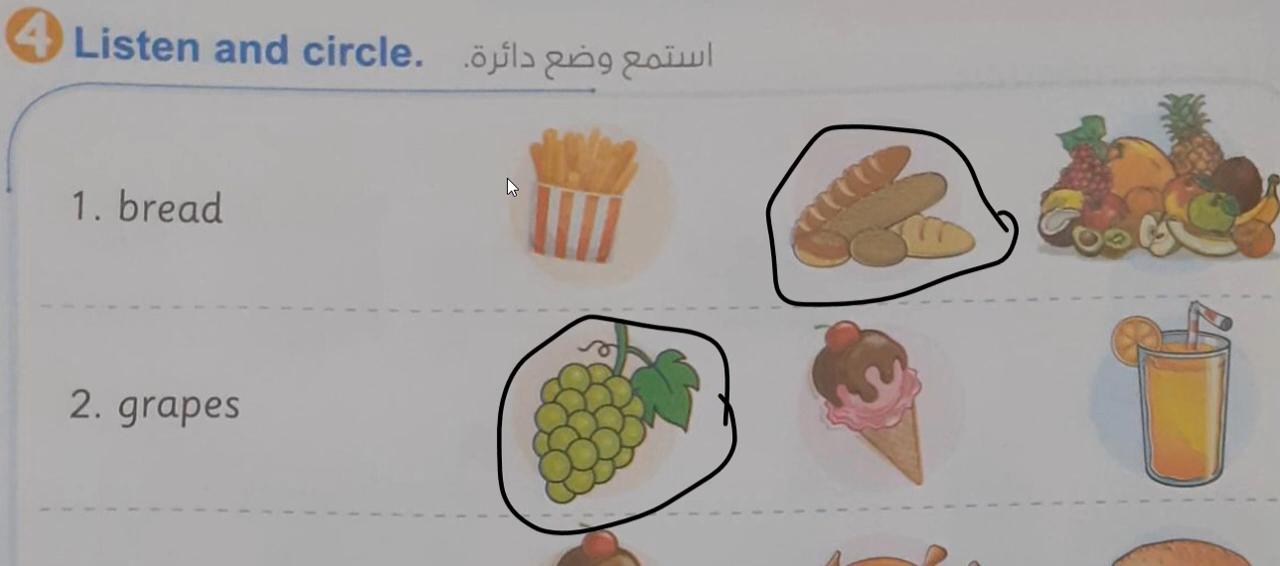 4 Listen and circle. استمع وضع دائرة.
1. bread
2. grapes